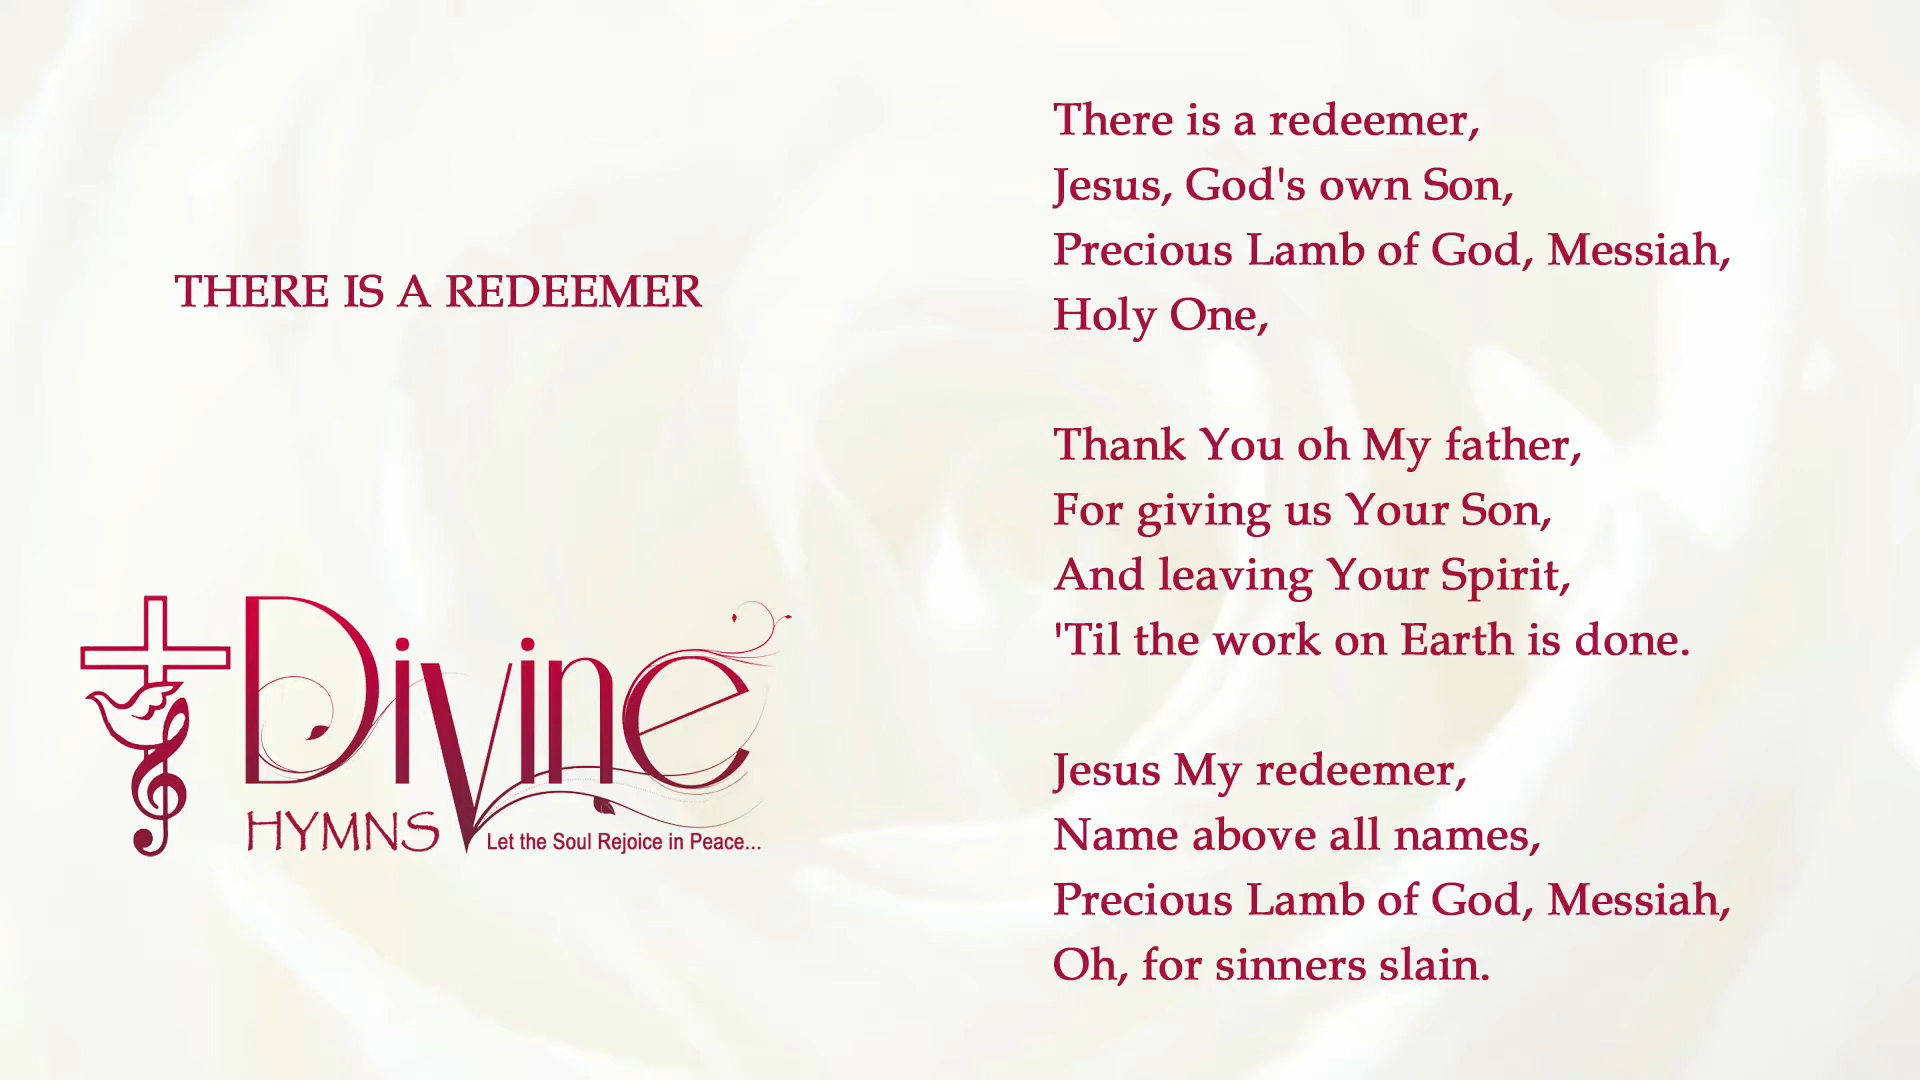 THERE IS A REDEEMER
Divine
HYMNS
Let the Soul Rejoice in Peace...
There is a redeemer,
Jesus, God's own Son,
Precious Lamb of God, Messiah,
Holy One,
Thank You oh My father,
For giving us Your Son,
And leaving Your Spirit,
'Til the work on Earth is done.
Jesus My redeemer,
Name above all names,
Precious Lamb of God, Messiah,
Oh, for sinners slain.